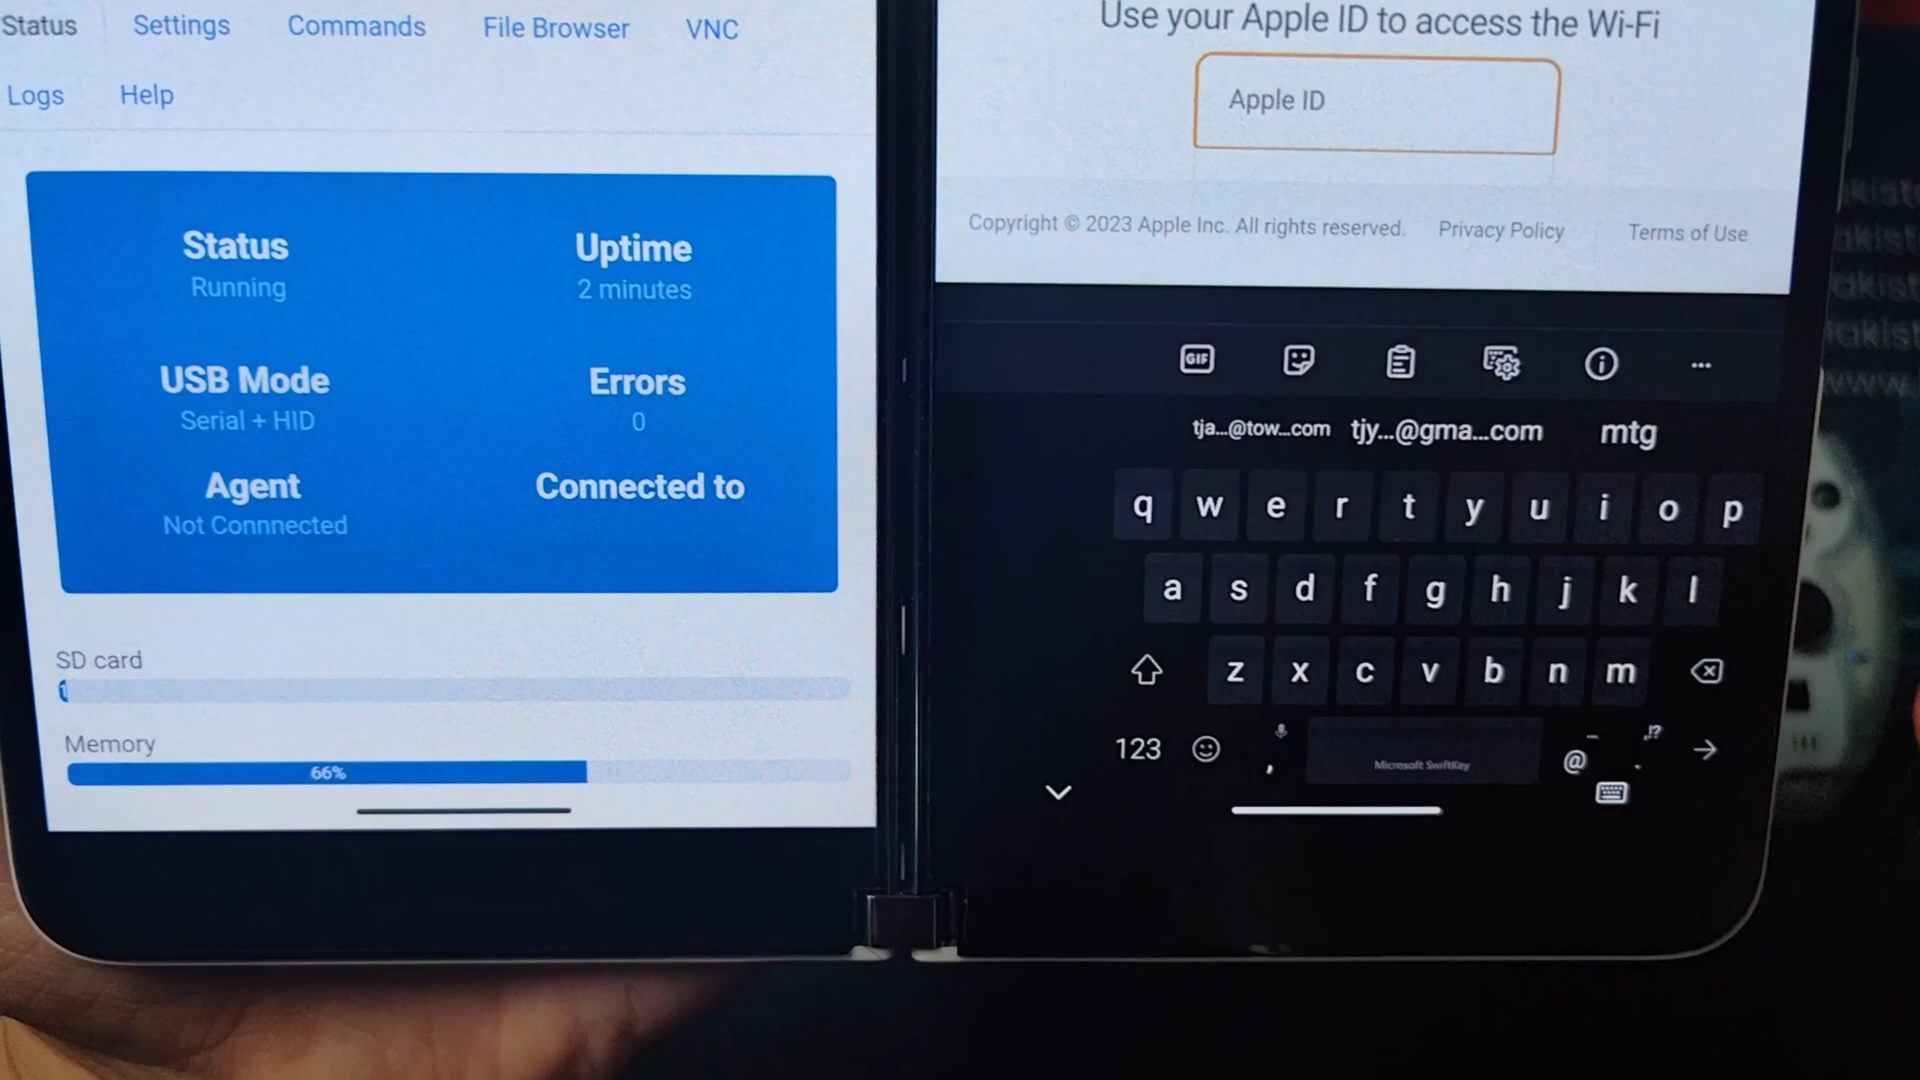 Status Settings Commands File Browser VNC
Logs Help
Status Uptime
Running 2 minutes
USB Mode Errors
Serial + HID 0
Agent Connected to
Not Connnected
SD card
1
Memory
66%
Use your Apple ID to access the Wi-Fi
Apple ID
Copyright © 2023 Apple Inc. All rights reserved. Privacy Policy Terms of Use
GIF
tja...@tow...com tjy...@gma...com mtg
q w e r t y u i o p
a s d f g h j k l
z x c v b n m
123 , Microsoft SwiftKey @ . ,!?